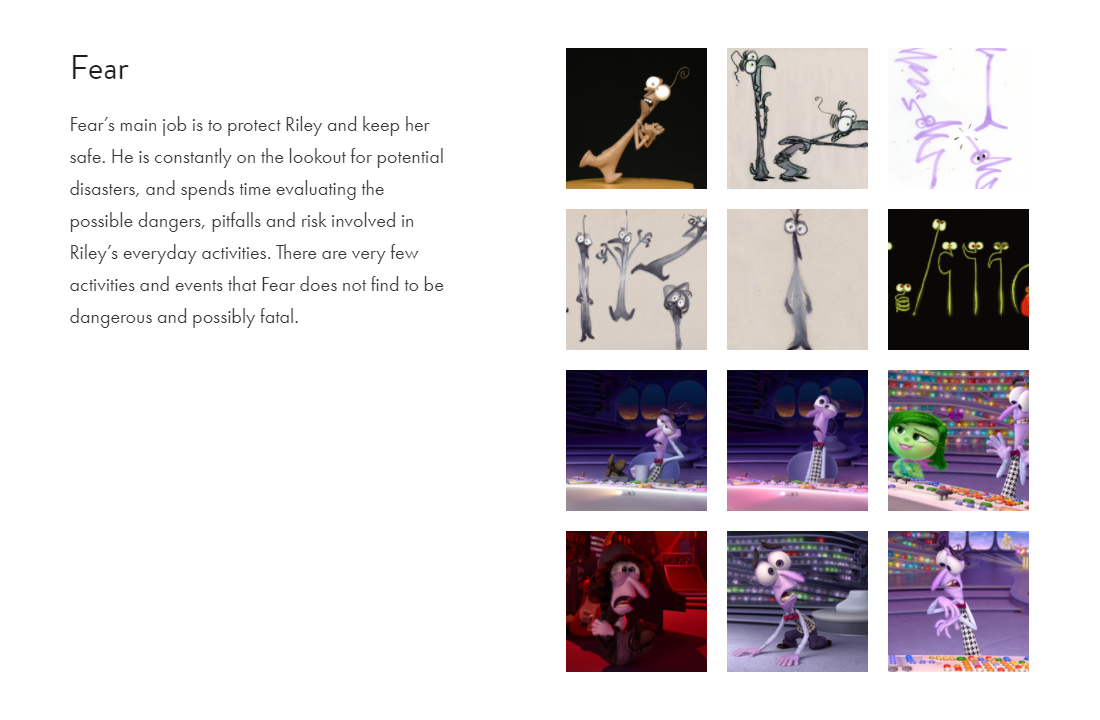 Fear
Fear’s main job is to protect Riley and keep her
safe. He is constantly on the lookout for potential
disasters, and spends time evaluating the
possible dangers, pitfalls and risk involved in
Riley’s everyday activities. There are very few
activities and events that Fear does not find to be
dangerous and possibly fatal.